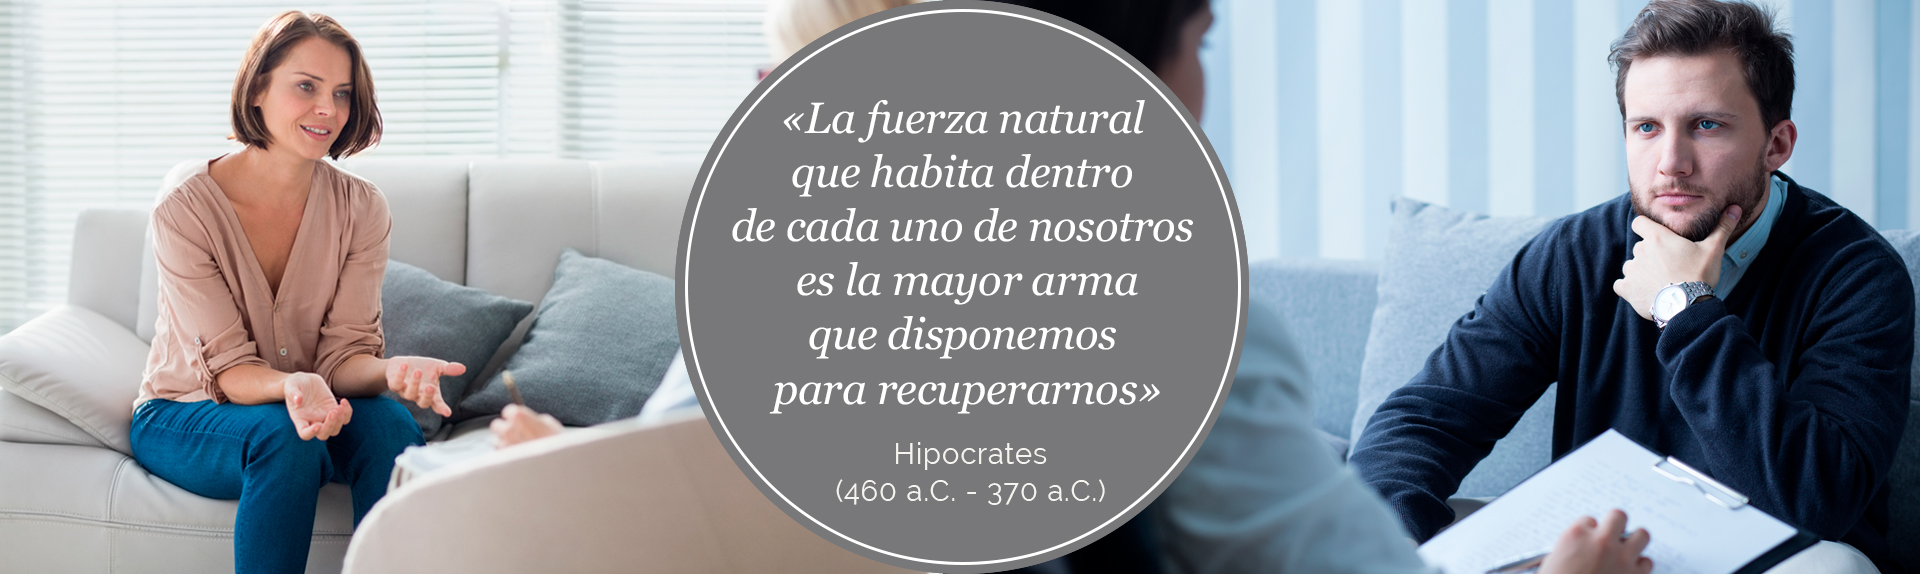 «La fuerza natural
que habita dentro
de cada uno de nosotros
es la mayor arma
que disponemos
para recuperarnos»
Hipocrates
(460 a.C. - 370 a.C.)